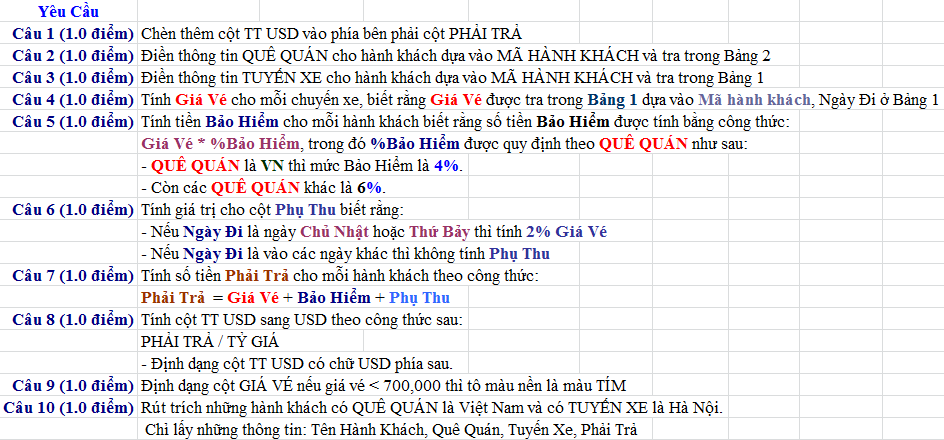 Yêu Cầu
Câu 1 (1.0 điểm) Chèn thêm cột TT USD vào phía bên phải cột PHẢI TRẢ
Câu 2 (1.0 điểm) Điền thông tin QUÊ QUÁN cho hành khách dựa vào MÃ HÀNH KHÁCH và tra trong Bảng 2
Câu 3 (1.0 điểm) Điền thông tin TUYẾN XE cho hành khách dựa vào MÃ HÀNH KHÁCH và tra trong Bảng 1
Câu 4 (1.0 điểm) Tính Giá Vé cho mỗi chuyến xe, biết rằng Giá Vé được tra trong Bảng 1 dựa vào Mã hành khách, Ngày Đi ở Bảng 1
Câu 5 (1.0 điểm) Tính tiền Bảo Hiểm cho mỗi hành khách biết rằng số tiền Bảo Hiểm được tính bằng công thức:
Giá Vé * %Bảo Hiểm, trong đó %Bảo Hiểm được quy định theo QUÊ QUÁN như sau:
- QUÊ QUÁN là VN thì mức Bảo Hiểm là 4%.
- Còn các QUÊ QUÁN khác là 6%.
Câu 6 (1.0 điểm) Tính giá trị cho cột Phụ Thu biết rằng:
- Nếu Ngày Đi là ngày Chủ Nhật hoặc Thứ Bảy thì tính 2% Giá Vé
- Nếu Ngày Đi là vào các ngày khác thì không tính Phụ Thu
Câu 7 (1.0 điểm) Tính số tiền Phải Trả cho mỗi hành khách theo công thức:
Phải Trả = Giá Vé + Bảo Hiểm + Phụ Thu
Câu 8 (1.0 điểm) Tính cột TT USD sang USD theo công thức sau:
PHẢI TRẢ / TỶ GIÁ
- Định dạng cột TT USD có chữ USD phía sau.
Câu 9 (1.0 điểm) Định dạng cột GIÁ VÉ nếu giá vé < 700,000 thì tô màu nền là màu TÍM
Câu 10 (1.0 điểm) Rút trích những hành khách có QUÊ QUÁN là Việt Nam và có TUYẾN XE là Hà Nội.
Chì lấy những thông tin: Tên Hành Khách, Quê Quán, Tuyến Xe, Phải Trả